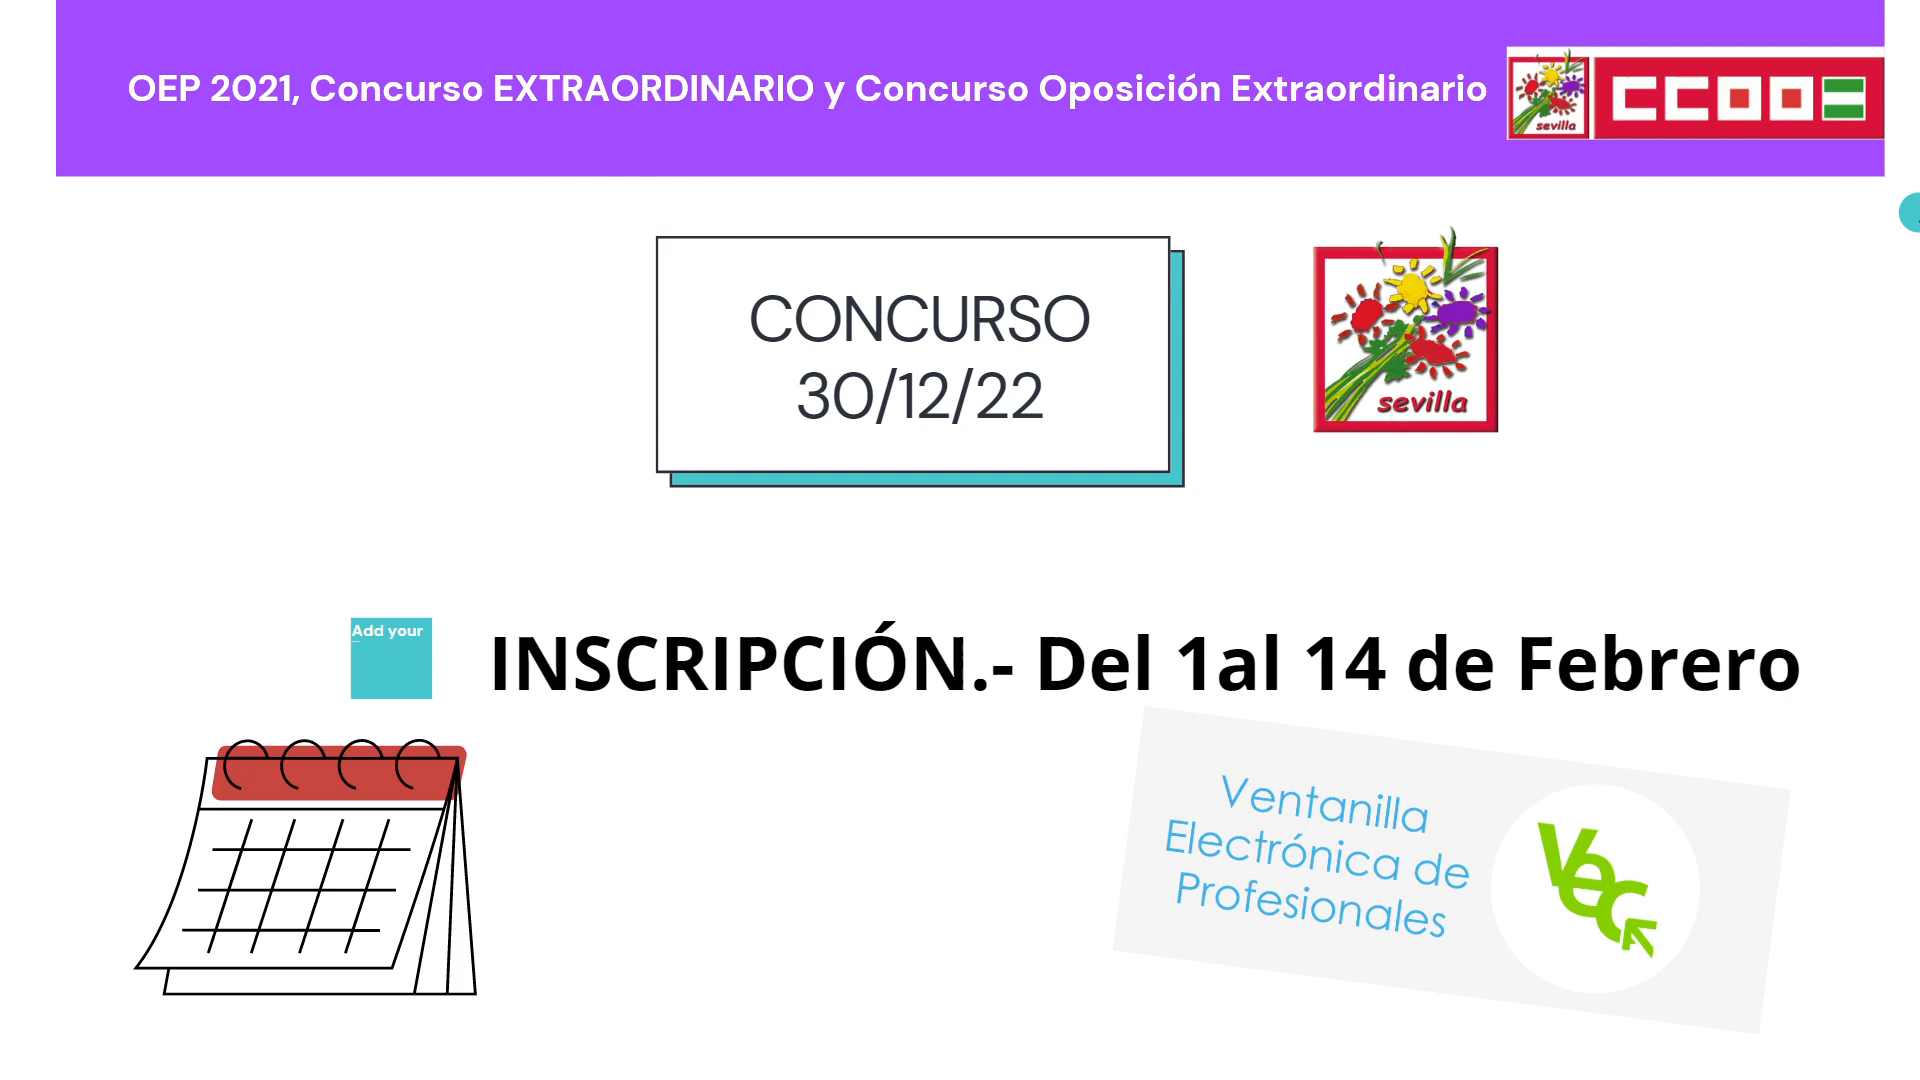 OEP 2021, Concurso EXTRAORDINARIO y Concurso Oposición Extraordinario
sevilla
CCOO
CONCURSO
30/12/22
sevilla
Add your
INSCRIPCIÓN.- Del 1al 14 de Febrero
Ventanilla
Electrónica de
Profesionales
vec